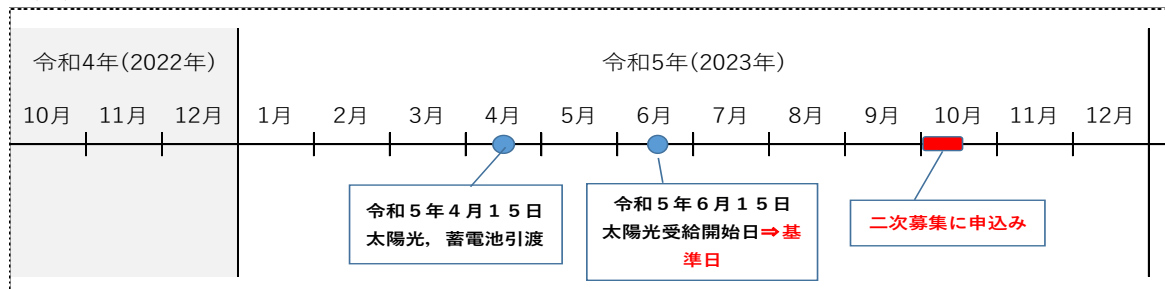 令和4年(2022年)
令和5年(2023年)
10月 11月 12月 1月 2月 3月 4月 5月 6月 7月 8月 9月 10月 11月 12月
令和５年４月１５日
太陽光，蓄電池引渡
令和５年６月１５日
太陽光受給開始日⇒基
準日
二次募集に申込み